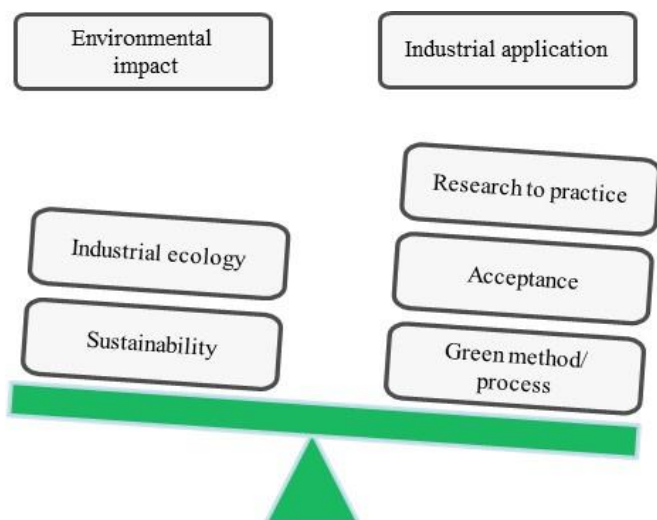 Environmental
impact
Industrial application
Research to practice
Industrial ecology
Acceptance
Sustainability
Green method/
process